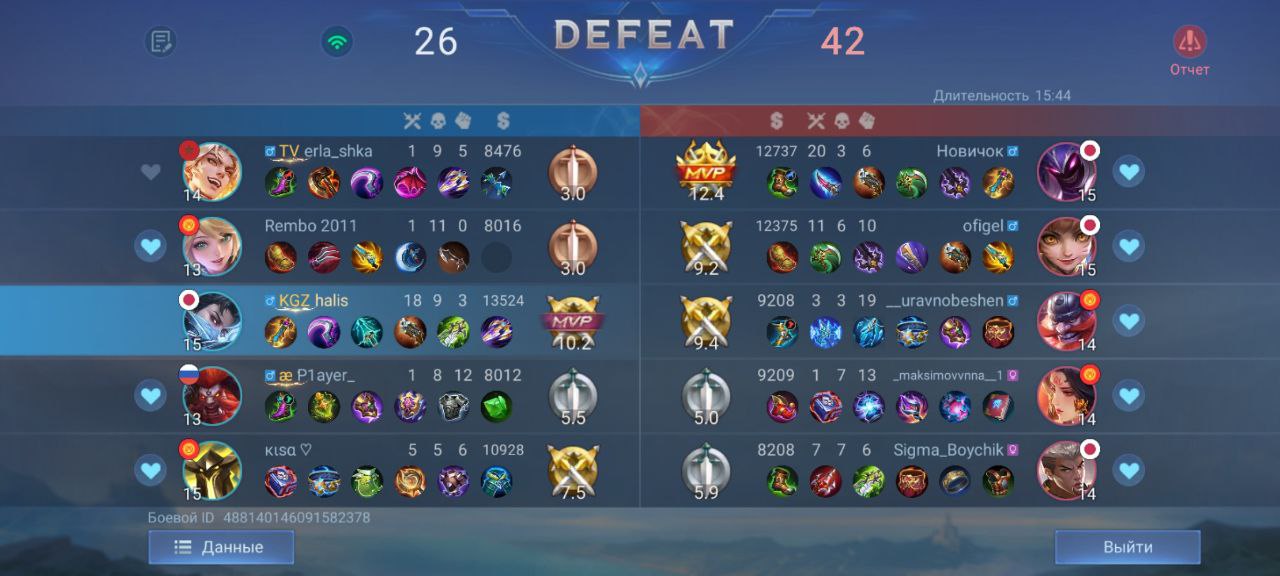 26 DEFEAT 42
Отчет
Длительность 15:44
TV erla_shka 1 9 5 8476
14 3.0
12737 20 3 6 Новичок
MVP
12.4 15
Rembo 2011 1 11 0 8016
13 3.0
12375 11 6 10 ofigel
9.2 15
KGZ halis 18 9 3 13524
MVP
15 10.2
9208 3 3 19 __uravnobeshen
9.4 14
æ P1ayer_ 1 8 12 8012
13 5.5
9209 1 7 13 _maksimovvnna__1
5.0 14
кιsα ♡ 5 5 6 10928
15 7.5
8208 7 7 6 Sigma_Boychik
5.9 14
Боевой ID 488140146091582378
Данные
Выйти